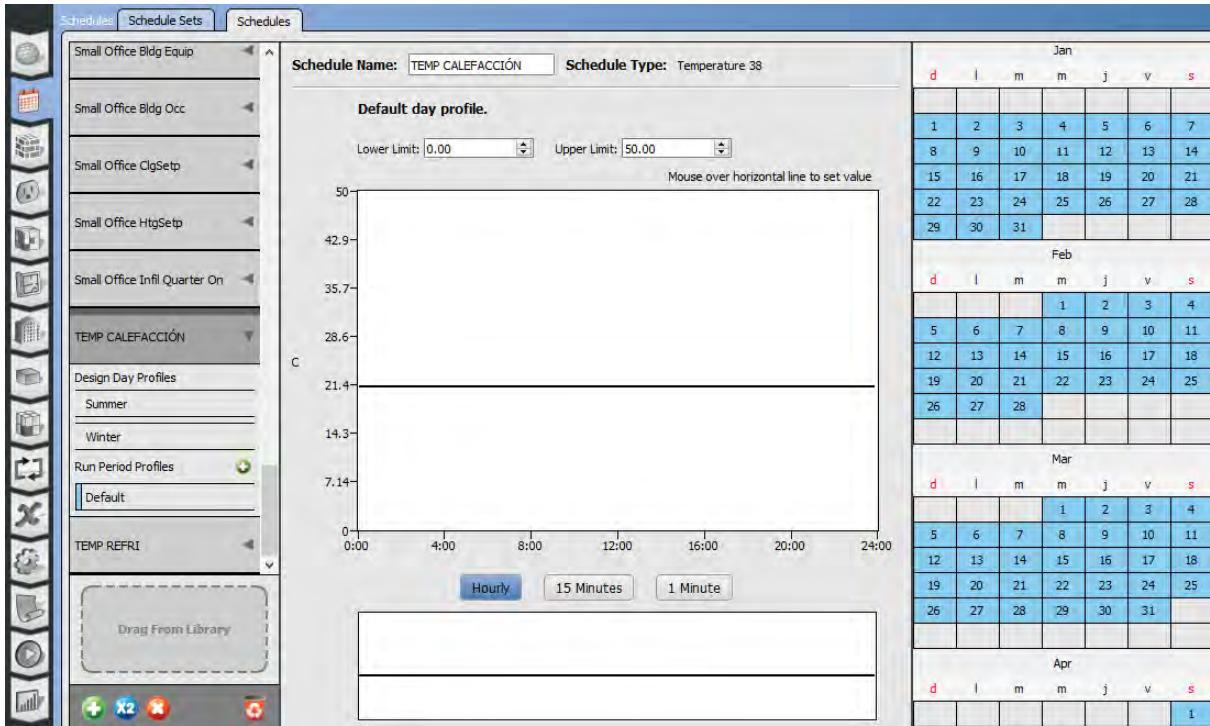 Schedules Schedule Sets Schedules
Small Office Bldg Equip
Small Office Bldg Occ
Small Office ClgSetp
Small Office HtgSetp
Small Office Infil Quarter On
TEMP CALEFACCIÓN
Design Day Profiles
Summer
Winter
Run Period Profiles
Default
TEMP REFRI
Drag From Library
X2
Schedule Name: TEMP CALEFACCIÓN Schedule Type: Temperature 38
Default day profile.
Lower Limit: 0.00 Upper Limit: 50.00
Mouse over horizontal line to set value
50
42.9
35.7
28.6
C
21.4
14.3
7.14
0
0:00 4:00 8:00 12:00 16:00 20:00 24:00
Hourly 15 Minutes 1 Minute
Jan
d l m m j v s
1 2 3 4 5 6 7
8 9 10 11 12 13 14
15 16 17 18 19 20 21
22 23 24 25 26 27 28
29 30 31
Feb
d l m m j v s
1 2 3 4
5 6 7 8 9 10 11
12 13 14 15 16 17 18
19 20 21 22 23 24 25
26 27 28
Mar
d l m m j v s
1 2 3 4
5 6 7 8 9 10 11
12 13 14 15 16 17 18
19 20 21 22 23 24 25
26 27 28 29 30 31
Apr
d l m m j v s
1